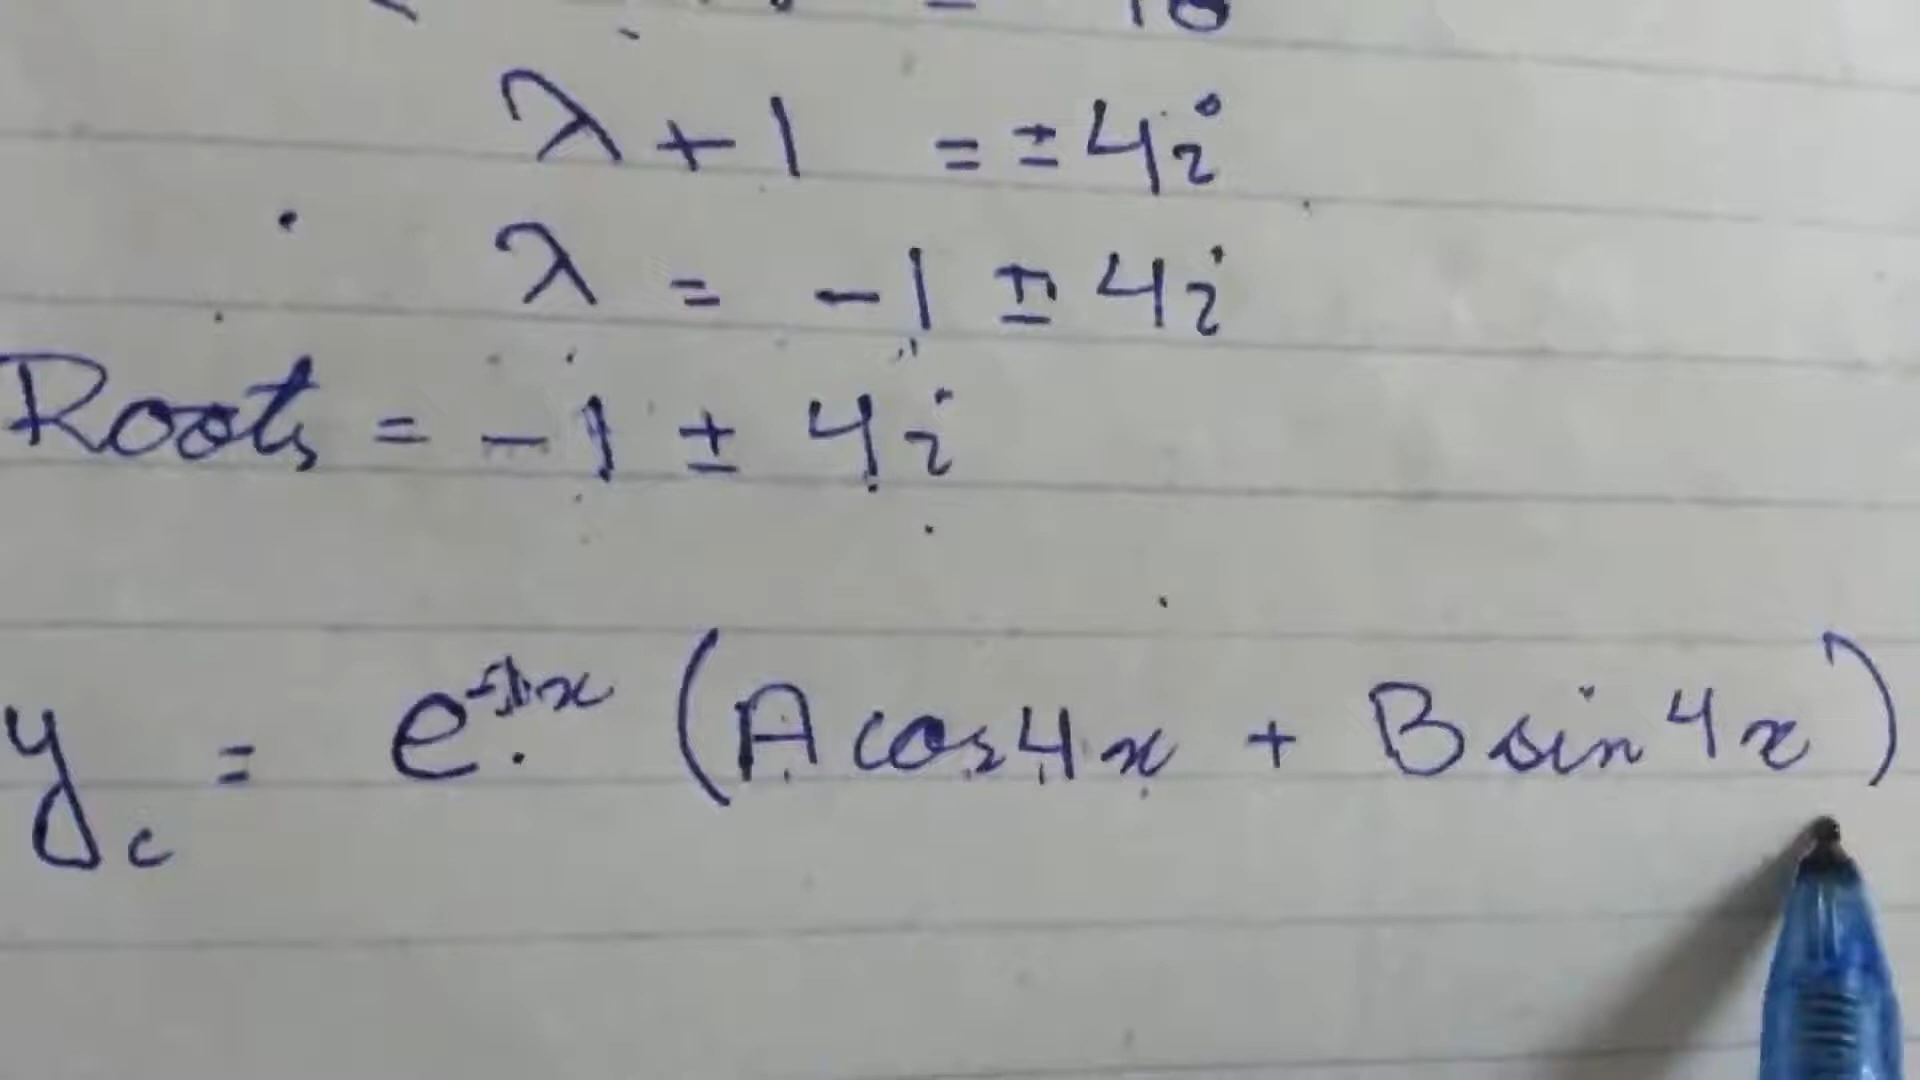 λ + 1 = ± 4i
λ = -1 ± 4i
Roots = -1 ± 4i
y_c = e^{-1x} (A cos 4x + B sin 4x)